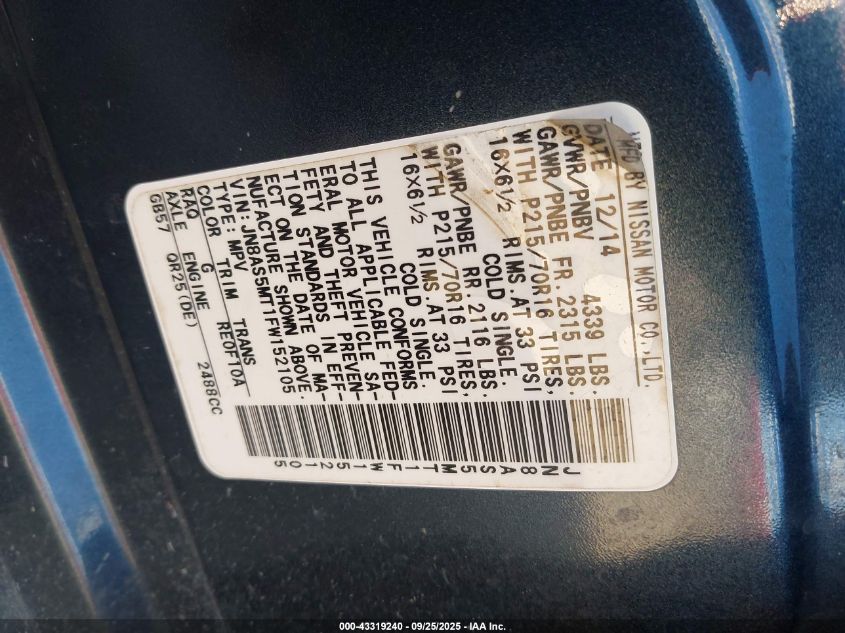 MFD BY NISSAN MOTOR CO.,LTD.
DATE 12/14
GVWR/PNBV 4339 LBS.
GAWR/PNBE FR. 2315 LBS.
WITH P215/70R16 TIRES,
16X6½ RIMS. AT 33 PSI
COLD SINGLE.
GAWR/PNBE RR. 2116 LBS.
WITH P215/70R16 TIRES,
16X6½ RIMS. AT 33 PSI
COLD SINGLE.
THIS VEHICLE CONFORMS
TO ALL APPLICABLE FED-
ERAL MOTOR VEHICLE SA-
FETY AND THEFT PREVEN-
TION STANDARDS IN EFF-
ECT ON THE DATE OF MA-
NUFACTURE SHOWN ABOVE.
VIN: JN8AS5MT1FW152105
TYPE: MPV
COLOR TRIM TRANS
RAQ G RE0F10A
AXLE ENGINE
GB57 QR25(DE) 2488CC
JN8AS5MT1FW152105
000-43319240 - 09/25/2025 - IAA Inc.